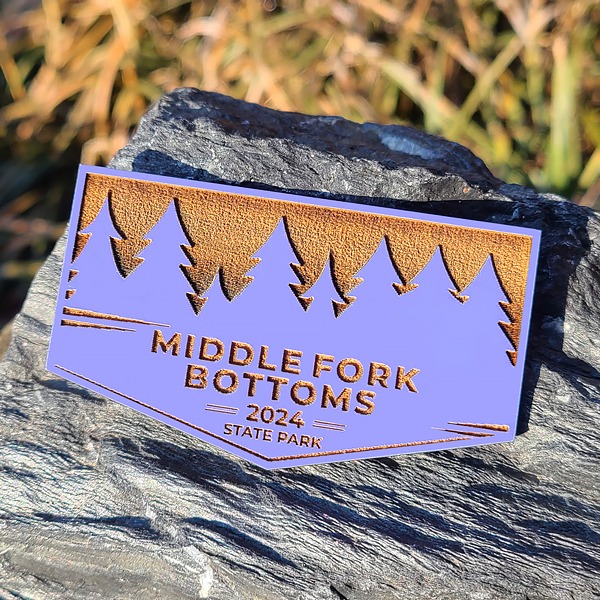 MIDDLE FORK
BOTTOMS
2024
STATE PARK